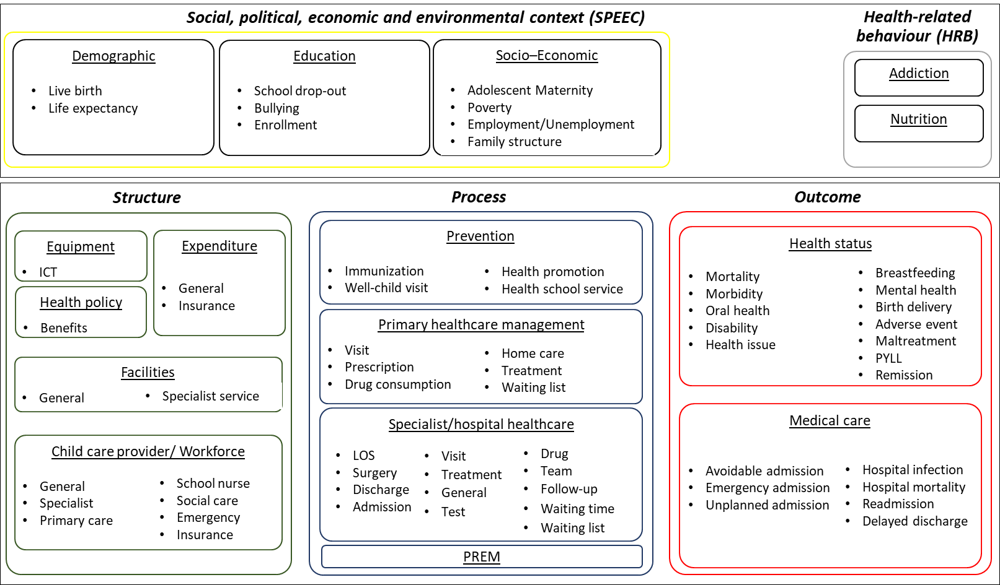 Social, political, economic and environmental context (SPEEC)
Demographic
• Live birth
• Life expectancy
Education
• School drop-out
• Bullying
• Enrollment
Socio–Economic
• Adolescent Maternity
• Poverty
• Employment/Unemployment
• Family structure
Health-related
behaviour (HRB)
Addiction
Nutrition
Structure
Equipment
• ICT
Health policy
• Benefits
Expenditure
• General
• Insurance
Facilities
• General
• Specialist service
Child care provider/ Workforce
• General
• Specialist
• Primary care
• School nurse
• Social care
• Emergency
• Insurance
Process
Prevention
• Immunization
• Well-child visit
• Health promotion
• Health school service
Primary healthcare management
• Visit
• Prescription
• Drug consumption
• Home care
• Treatment
• Waiting list
Specialist/hospital healthcare
• LOS
• Surgery
• Discharge
• Admission
• Visit
• Treatment
• General
• Test
• Drug
• Team
• Follow-up
• Waiting time
• Waiting list
PREM
Outcome
Health status
• Mortality
• Morbidity
• Oral health
• Disability
• Health issue
• Breastfeeding
• Mental health
• Birth delivery
• Adverse event
• Maltreatment
• PYLL
• Remission
Medical care
• Avoidable admission
• Emergency admission
• Unplanned admission
• Hospital infection
• Hospital mortality
• Readmission
• Delayed discharge